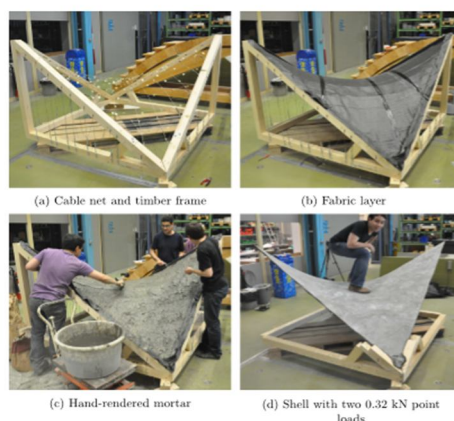 (a) Cable net and timber frame
(b) Fabric layer
(c) Hand-rendered mortar
(d) Shell with two 0.32 kN point
loads